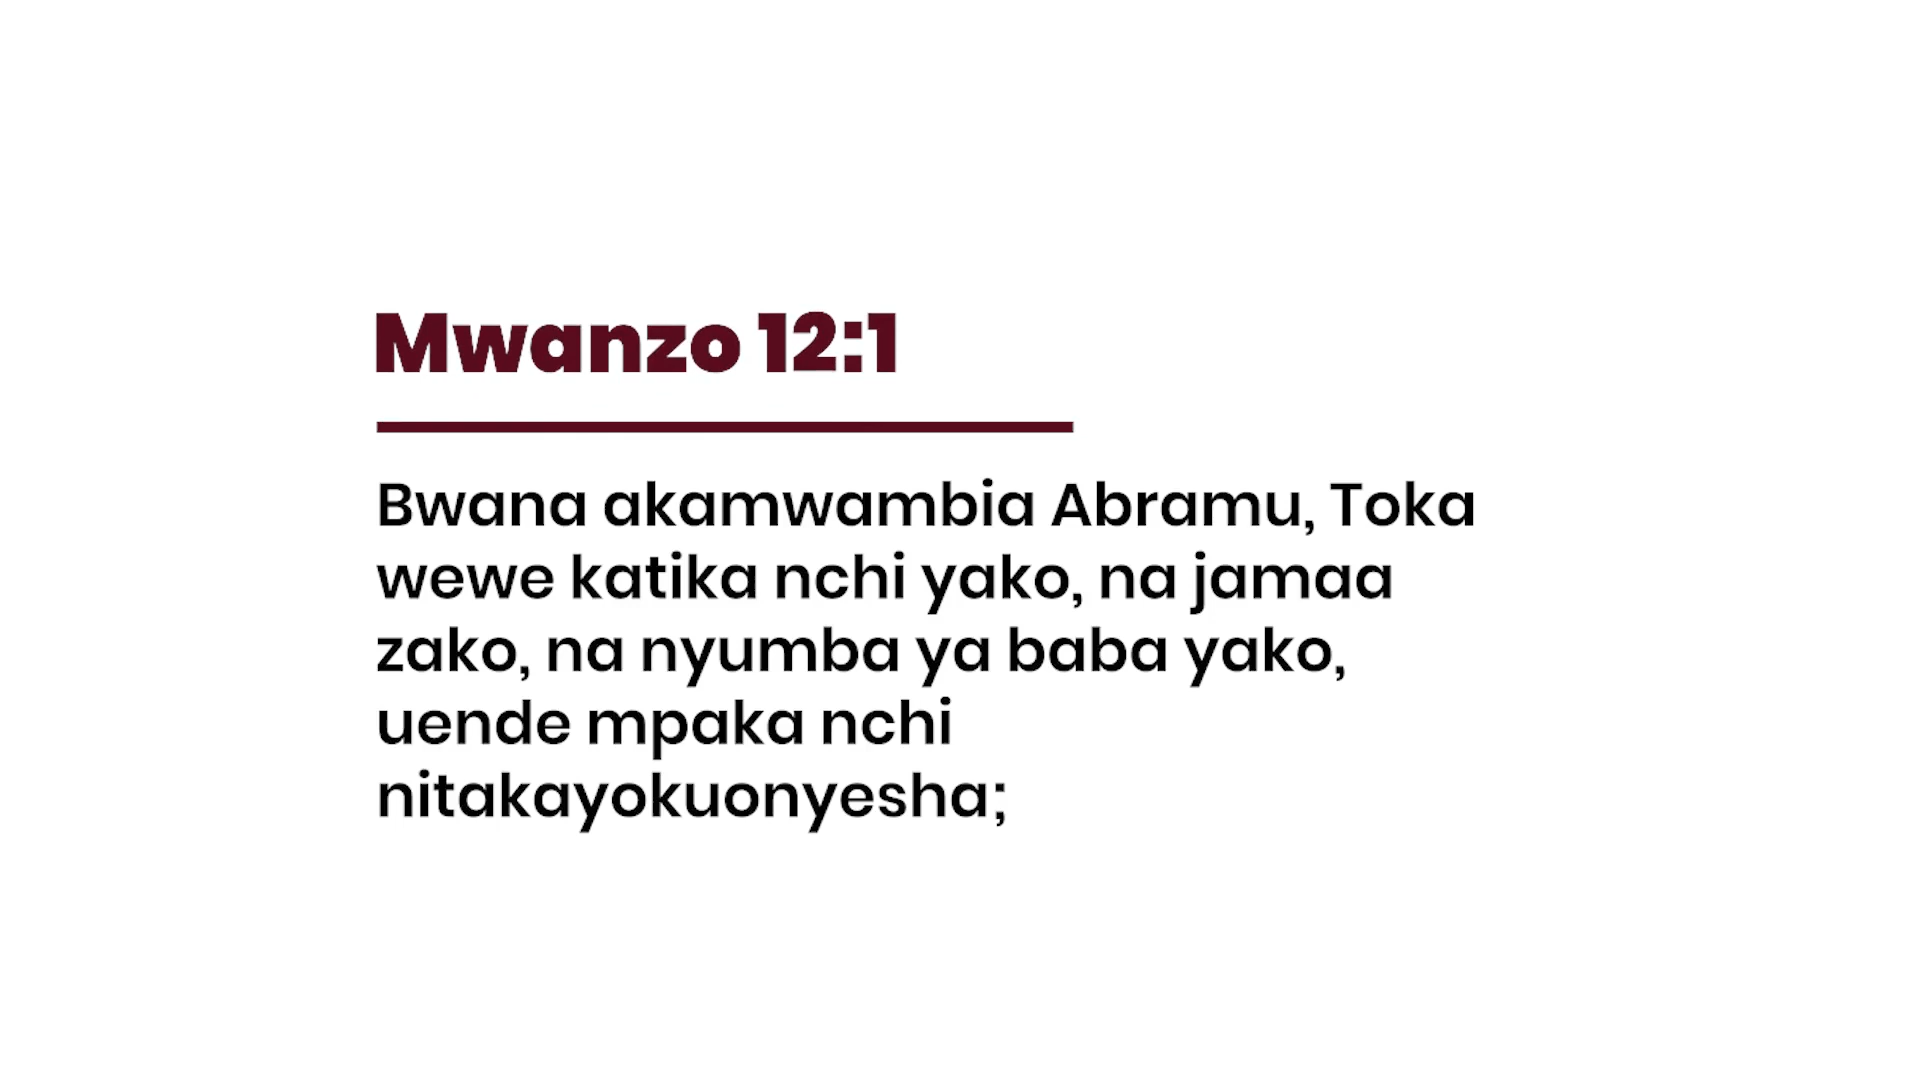 Mwanzo 12:1
Bwana akamwambia Abramu, Toka
wewe katika nchi yako, na jamaa
zako, na nyumba ya baba yako,
uende mpaka nchi
nitakayokuonyesha;